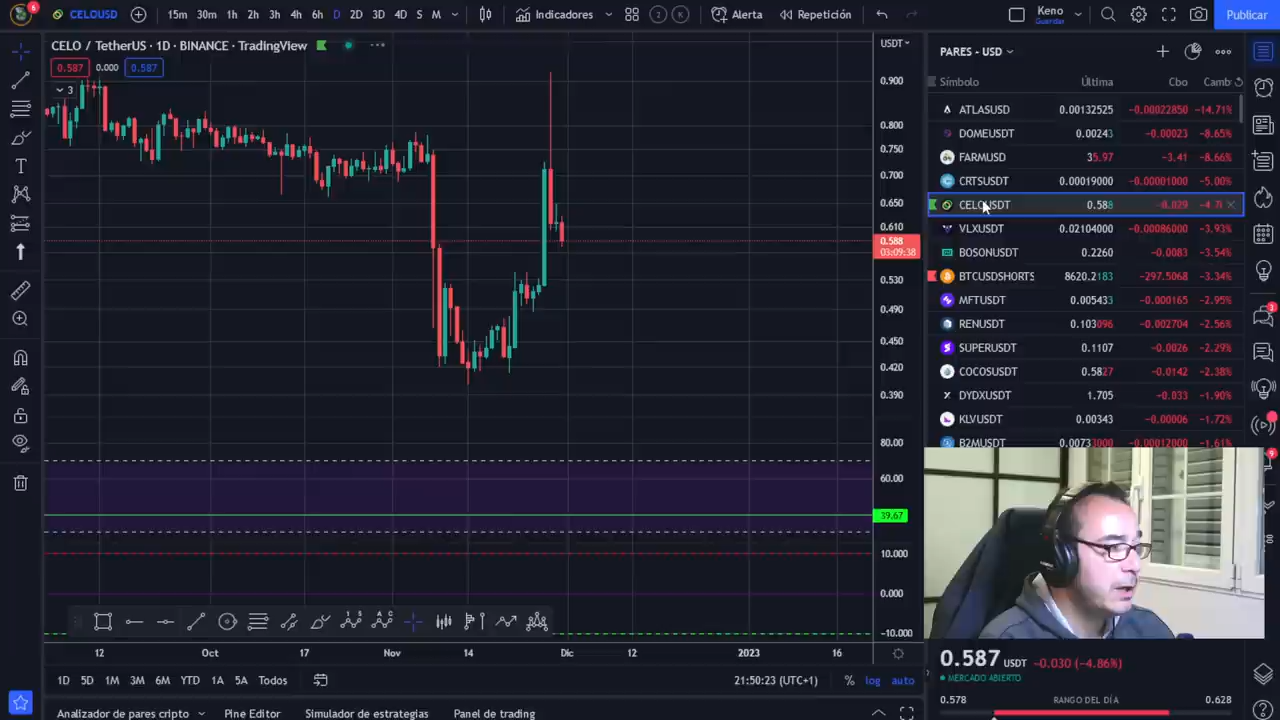 6 CELOUSD 15m 30m 1h 2h 3h 4h 6h D 2D 3D 4D S M Indicadores Alerta Repetición Keno Guardar Publicar
CELO / TetherUS · 1D · BINANCE · TradingView
0.587 0.000 0.587
3
USDT
0.900
0.800
0.750
0.700
0.650
0.610
0.588
03:09:38
0.530
0.490
0.450
0.420
0.390
80.00
60.00
39.67
10.000
0.000
-10.000
12 Oct 17 Nov 14 Dic 12 2023 16
1D 5D 1M 3M 6M YTD 1A 5A Todos 21:50:23 (UTC+1) % log auto
Analizador de pares cripto Pine Editor Simulador de estrategias Panel de trading
PARES - USD
Símbolo Última Cbo Camb
ATLASUSD 0.00132525 -0.00022850 -14.71%
DOMEUSDT 0.00243 -0.00023 -8.65%
FARMUSD 35.97 -3.41 -8.66%
CRTSUSDT 0.00019000 -0.00001000 -5.00%
CELOUSDT 0.588 -0.029 -4.7
VLXUSDT 0.02104000 -0.00086000 -3.93%
BOSONUSDT 0.2260 -0.0083 -3.54%
BTCUSDSHORTS 8620.2183 -297.5068 -3.34%
MFTUSDT 0.005433 -0.000165 -2.95%
RENUSDT 0.103096 -0.002704 -2.56%
SUPERUSDT 0.1107 -0.0026 -2.29%
COCOSUSDT 0.5827 -0.0142 -2.38%
DYDXUSDT 1.705 -0.033 -1.90%
KLVUSDT 0.00343 -0.00006 -1.72%
B2MUSDT 0.00733000 -0.00012000 -1.61%
0.587 USDT -0.030 (-4.86%)
MERCADO ABIERTO
0.578 RANGO DEL DÍA 0.628